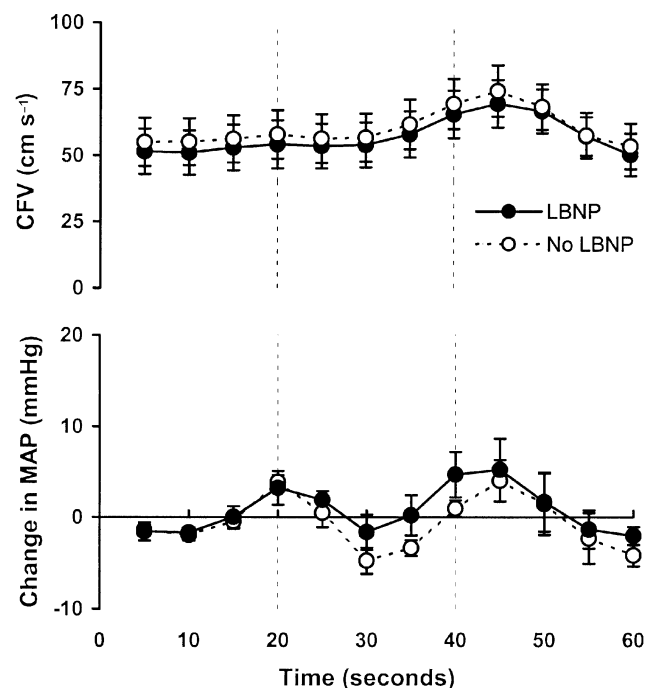 100
75
50
25
0
CFV (cm s⁻¹)
LBNP
No LBNP
20
10
0
-10
Change in MAP (mmHg)
0 10 20 30 40 50 60
Time (seconds)